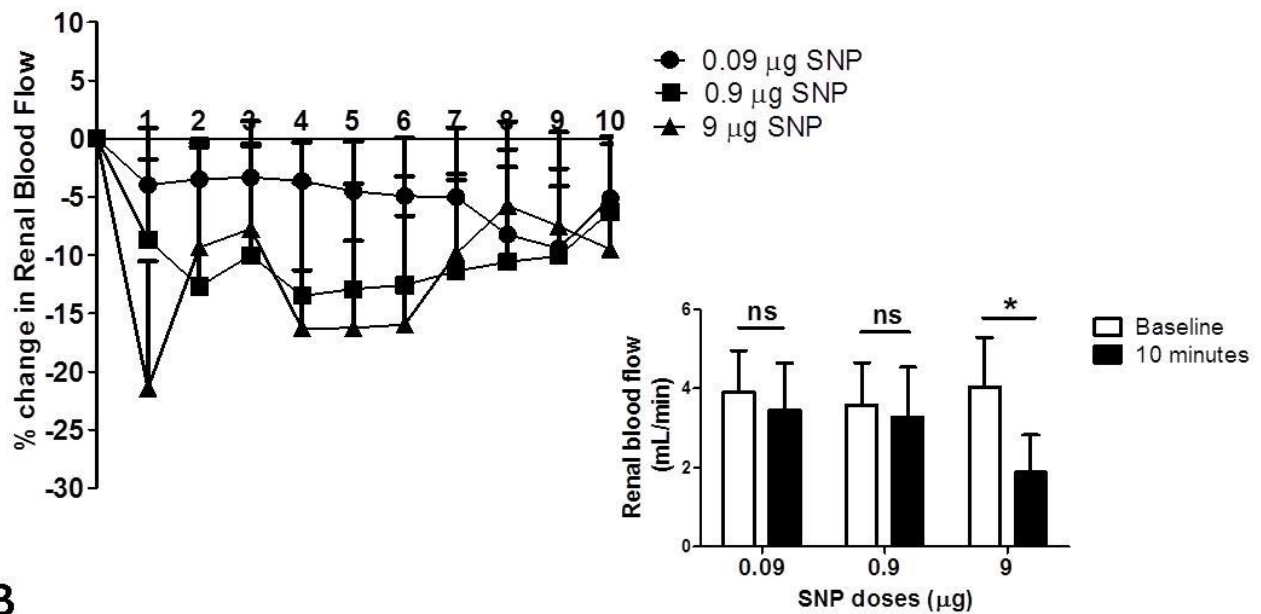 10
5
0
-5
-10
-15
-20
-25
-30
% change in Renal Blood Flow
1 2 3 4 5 6 7 8 9 10
0.09 μg SNP
0.9 μg SNP
9 μg SNP
6
4
2
0
Renal blood flow
(mL/min)
ns ns *
Baseline
10 minutes
0.09 0.9 9
SNP doses (μg)
B